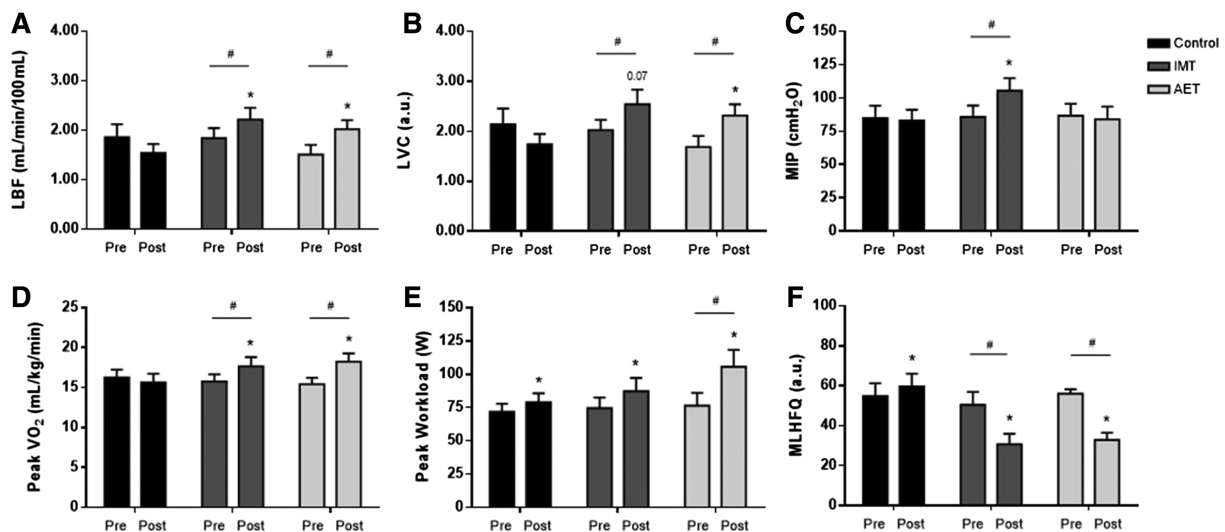 A
LBF (mL/min/100mL)
4.00
3.00
2.00
1.00
0.00
#
*
#
*
Pre Post Pre Post Pre Post
B
LVC (a.u.)
4.00
3.00
2.00
1.00
0.00
#
0.07
#
*
Pre Post Pre Post Pre Post
C
MIP (cmH₂O)
150
125
100
75
50
25
0
#
*
Pre Post Pre Post Pre Post
Control
IMT
AET
D
Peak VO₂ (mL/kg/min)
25
20
15
10
5
0
#
*
#
*
Pre Post Pre Post Pre Post
E
Peak Workload (W)
150
125
100
75
50
25
0
*
*
#
*
Pre Post Pre Post Pre Post
F
MLHFQ (a.u.)
100
80
60
40
20
0
*
#
*
#
*
Pre Post Pre Post Pre Post